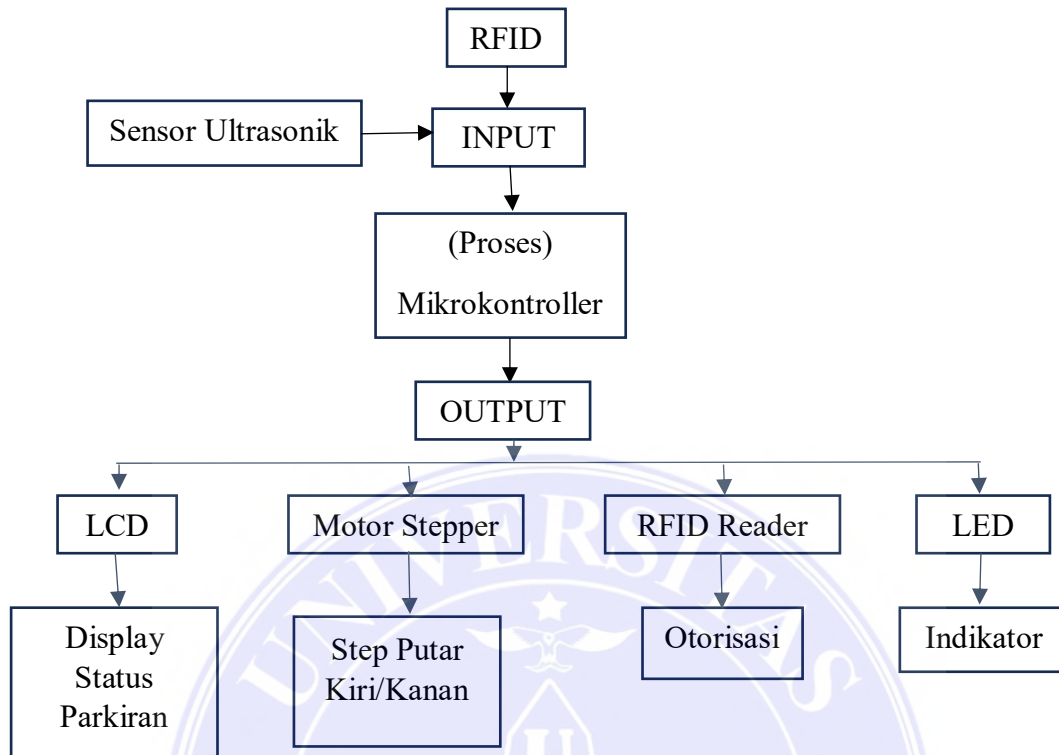 RFID
Sensor Ultrasonik
INPUT
(Proses)
Mikrokontroller
OUTPUT
LCD
Motor Stepper
RFID Reader
LED
Display
Status
Parkiran
Step Putar
Kiri/Kanan
Otorisasi
Indikator
UNIVERSITAS